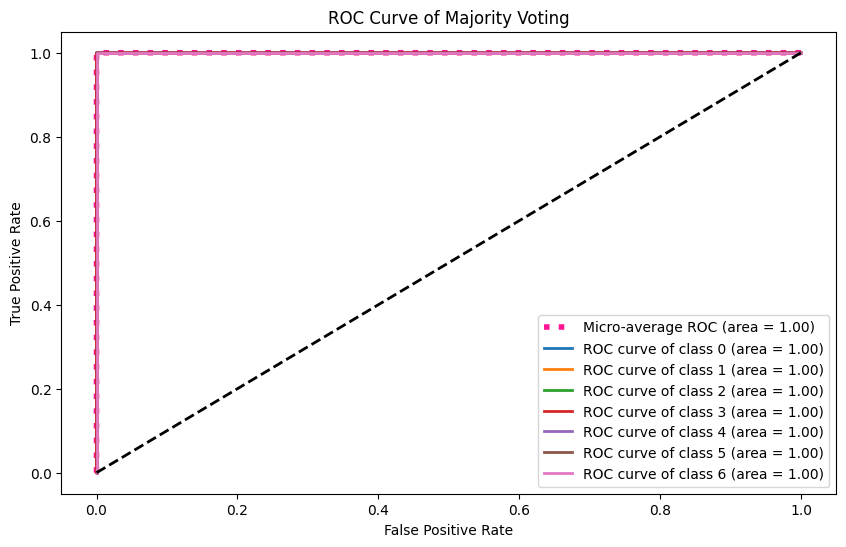 ROC Curve of Majority Voting
True Positive Rate
1.0
0.8
0.6
0.4
0.2
0.0
Micro-average ROC (area = 1.00)
ROC curve of class 0 (area = 1.00)
ROC curve of class 1 (area = 1.00)
ROC curve of class 2 (area = 1.00)
ROC curve of class 3 (area = 1.00)
ROC curve of class 4 (area = 1.00)
ROC curve of class 5 (area = 1.00)
ROC curve of class 6 (area = 1.00)
0.0 0.2 0.4 0.6 0.8 1.0
False Positive Rate